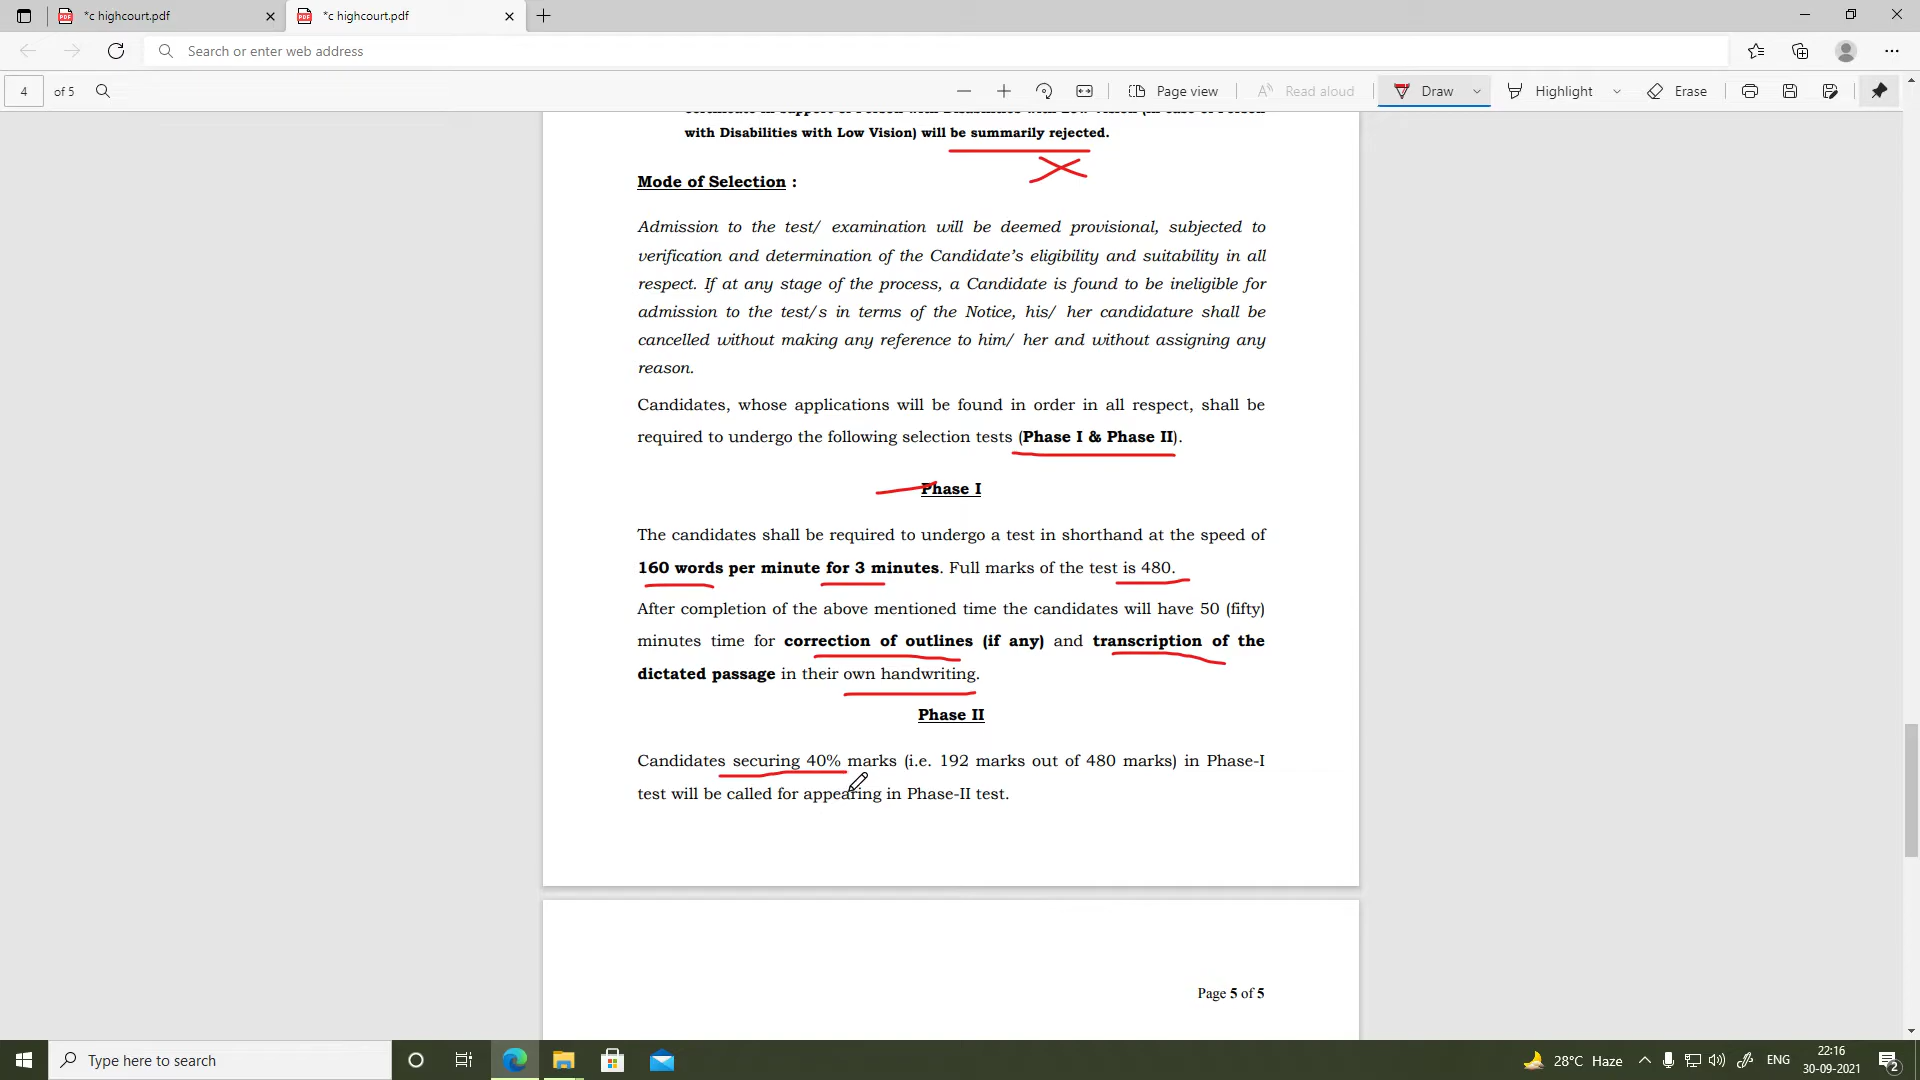 *c highcourt.pdf
*c highcourt.pdf
Search or enter web address
4 of 5
Page view
Read aloud
Draw
Highlight
Erase
with Disabilities with Low Vision) will be summarily rejected.
Mode of Selection :
Admission to the test/ examination will be deemed provisional, subjected to
verification and determination of the Candidate's eligibility and suitability in all
respect. If at any stage of the process, a Candidate is found to be ineligible for
admission to the test/s in terms of the Notice, his/ her candidature shall be
cancelled without making any reference to him/ her and without assigning any
reason.
Candidates, whose applications will be found in order in all respect, shall be
required to undergo the following selection tests (Phase I & Phase II).
Phase I
The candidates shall be required to undergo a test in shorthand at the speed of
160 words per minute for 3 minutes. Full marks of the test is 480.
After completion of the above mentioned time the candidates will have 50 (fifty)
minutes time for correction of outlines (if any) and transcription of the
dictated passage in their own handwriting.
Phase II
Candidates securing 40% marks (i.e. 192 marks out of 480 marks) in Phase-I
test will be called for appearing in Phase-II test.
Page 5 of 5
Type here to search
28°C Haze
ENG
22:16
30-09-2021
2